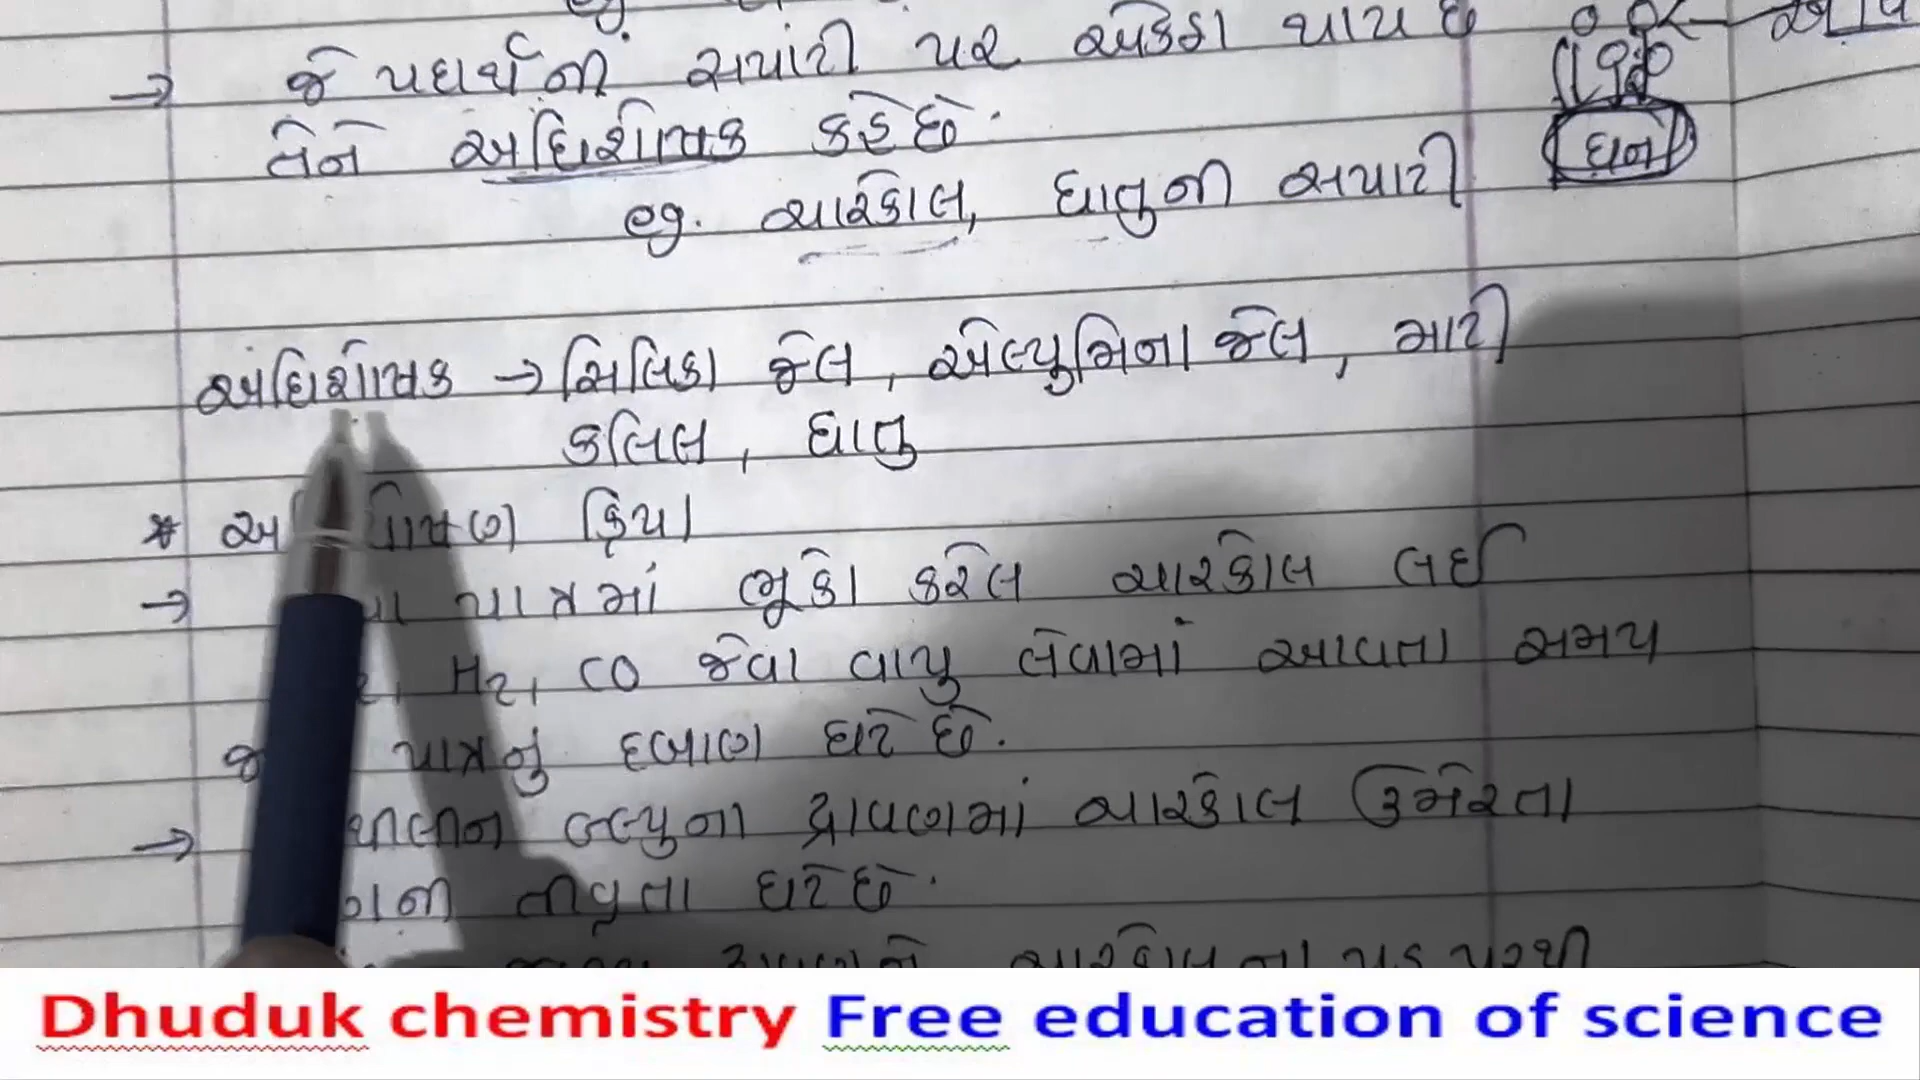 → જે પદાર્થની સપાટી પર એકઠા થાય છે
તેને અધિશોષક કહેછે.
ઘન
eg. ચારકોલ, ધાતુની સપાટી
અધિશોષક → સિલિકા જેલ, એલ્યુમિના જેલ, માટી
કલિલ, ધાતુ
* ક્રિયા
→ પાત્રમાં ભૂકો કરેલ ચારકોલ લઈ
H2, CO જેવા વાયુ લેવામાં આવતા સમય
પાત્રનું દબાણ ઘટે છે.
→ બ્લ્યુના દ્રાવણમાં ચારકોલ ઉમેરતા
તીવ્રતા ઘટેછે.
Dhuduk chemistry Free education of science